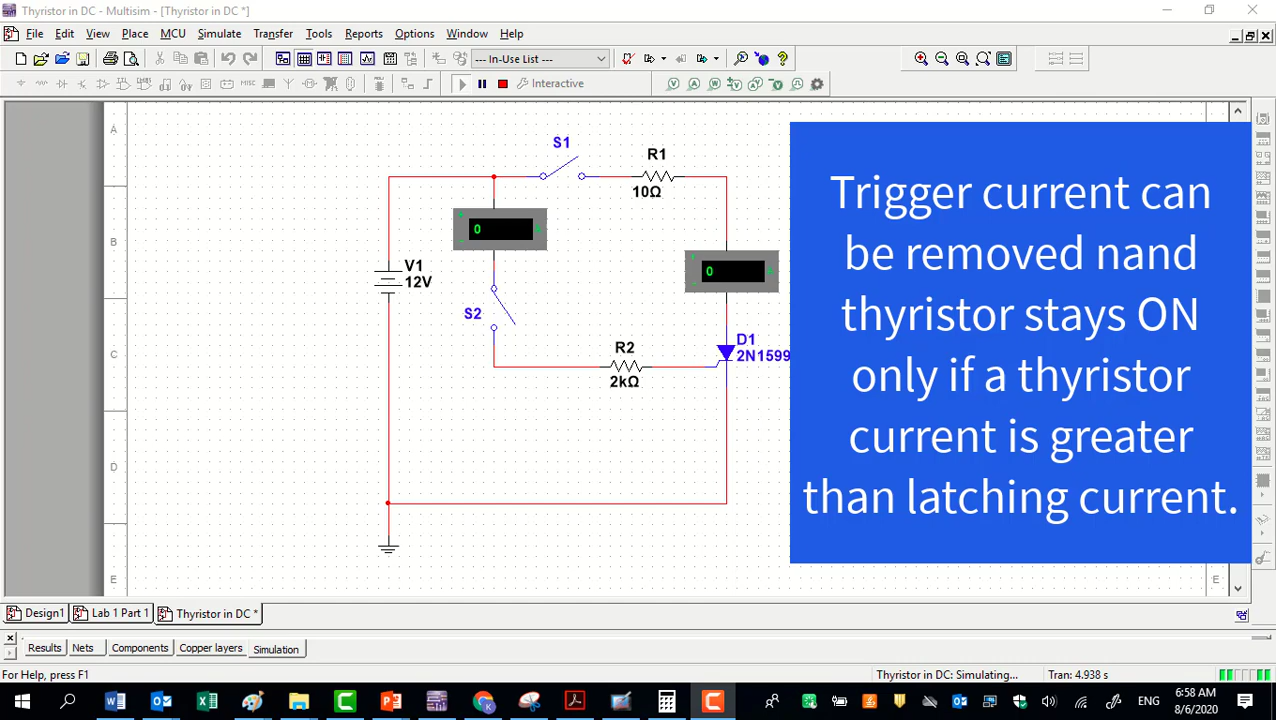 Thyristor in DC - Multisim - [Thyristor in DC *]
File Edit View Place MCU Simulate Transfer Tools Reports Options Window Help
--- In-Use List ---
Interactive
A
B
C
D
E
S1
R1
10Ω
0
V1
12V
0
S2
R2
2kΩ
D1
2N1599
E
Trigger current can
be removed nand
thyristor stays ON
only if a thyristor
current is greater
than latching current.
Design1 Lab 1 Part 1 Thyristor in DC *
Results Nets Components Copper layers Simulation
For Help, press F1 Thyristor in DC: Simulating... Tran: 4.938 s
ENG
6:58 AM
8/6/2020